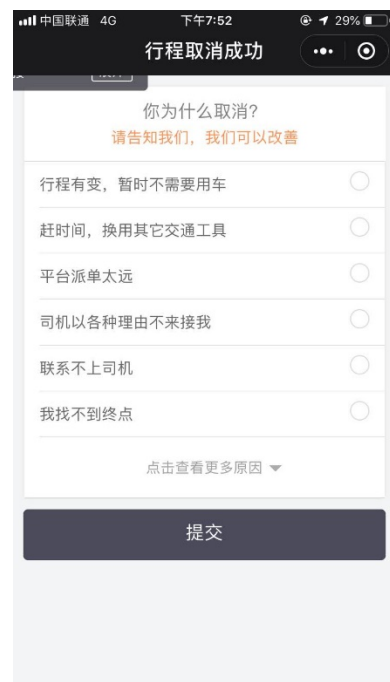 中国联通 4G 下午7:52 29%
行程取消成功
你为什么取消?
请告知我们，我们可以改善
行程有变，暂时不需要用车
赶时间，换用其它交通工具
平台派单太远
司机以各种理由不来接我
联系不上司机
我找不到终点
点击查看更多原因
提交